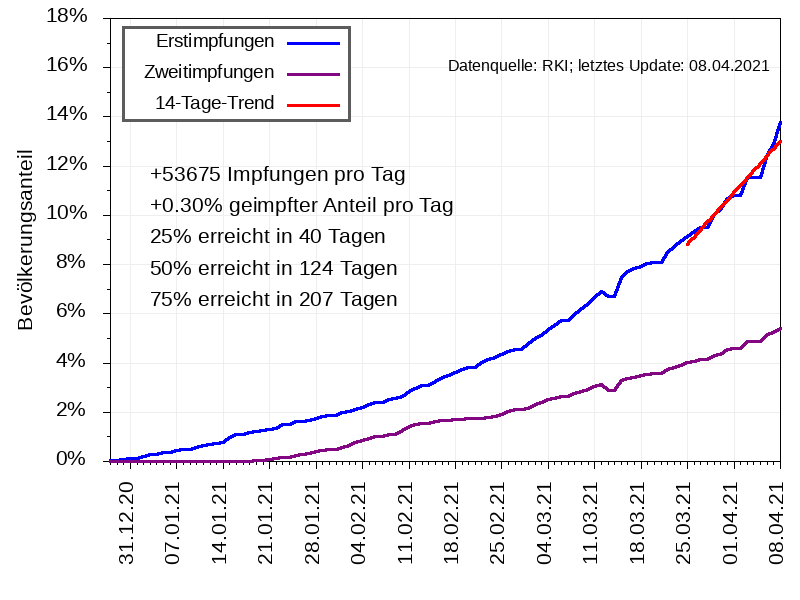 18%
16%
14%
12%
10%
8%
6%
4%
2%
0%
Bevölkerungsanteil
Erstimpfungen
Zweitimpfungen
14-Tage-Trend
Datenquelle: RKI; letztes Update: 08.04.2021
+53675 Impfungen pro Tag
+0.30% geimpfter Anteil pro Tag
25% erreicht in 40 Tagen
50% erreicht in 124 Tagen
75% erreicht in 207 Tagen
31.12.20
07.01.21
14.01.21
21.01.21
28.01.21
04.02.21
11.02.21
18.02.21
25.02.21
04.03.21
11.03.21
18.03.21
25.03.21
01.04.21
08.04.21